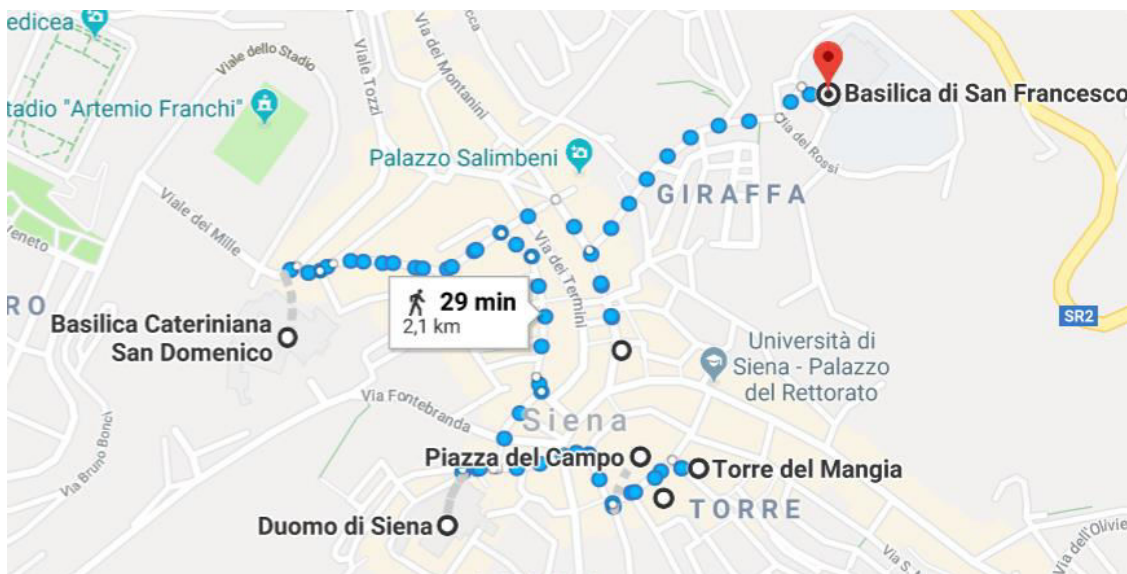 edicea
Viale dello Stadio
Viale Tozzi
Via dei Montanini
Basilica di San Francesco
tadio "Artemio Franchi"
Via dei Rossi
Palazzo Salimbeni
GIRAFFA
Viale dei Mille
Veneto
Via dei Termini
29 min
2,1 km
RO
SR2
Basilica Cateriniana
San Domenico
Università di
Siena - Palazzo
del Rettorato
Via Fontebranda
Siena
Via Bruno Bonci
Piazza del Campo
Torre del Mangia
TORRE
Duomo di Siena
Via dell'Olivie
Via S.